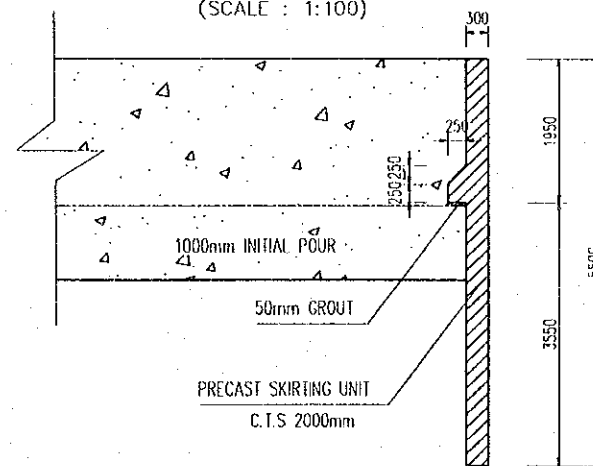 (SCALE : 1:100)
300
250
1950
250
250
1000mm INITIAL POUR
50mm GROUT
3550
PRECAST SKIRTING UNIT
C.T.S 2000mm